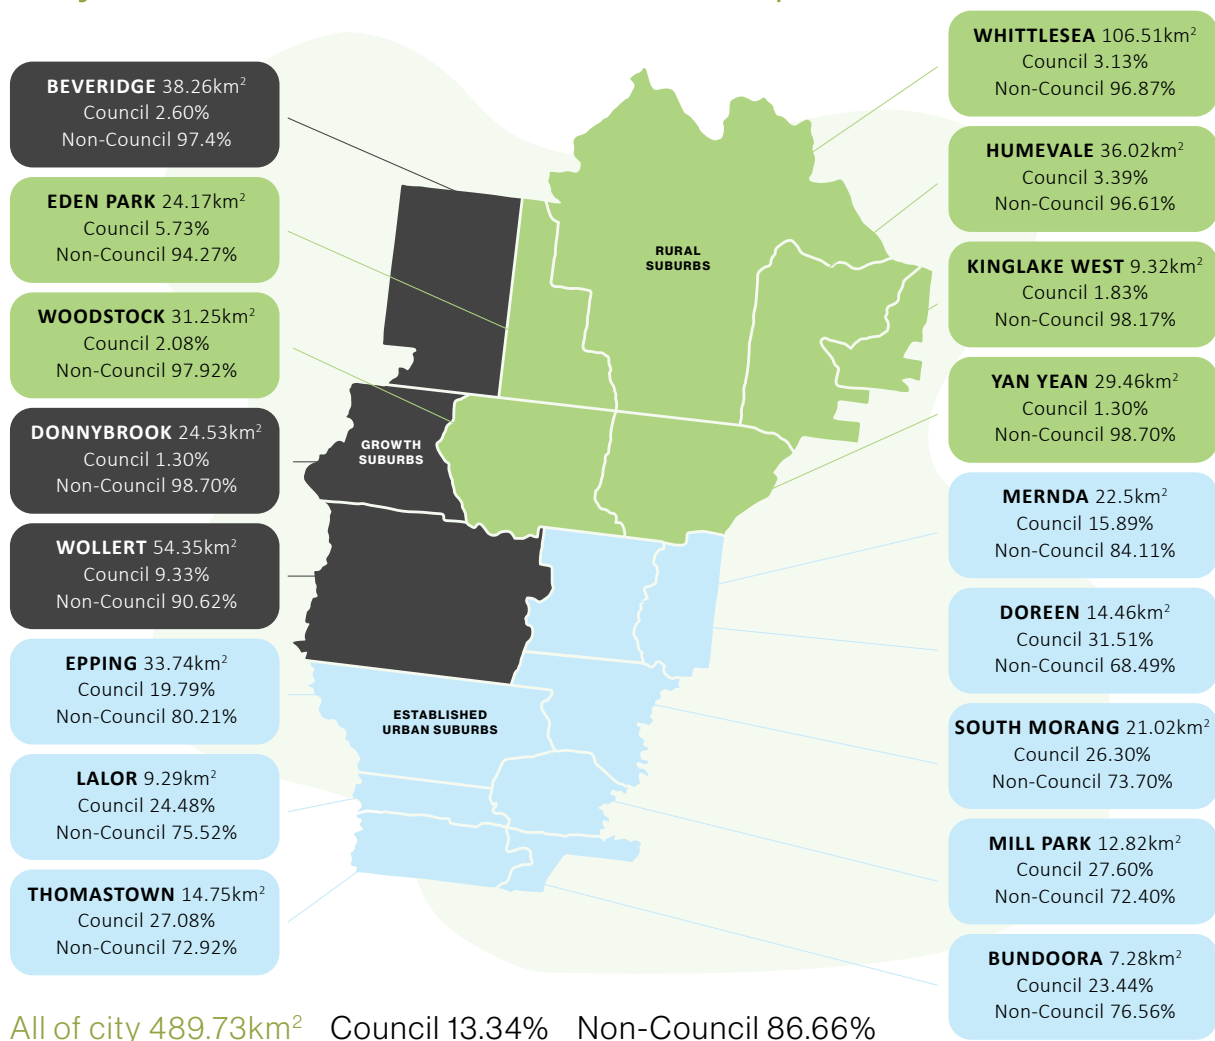 BEVERIDGE 38.26km²
Council 2.60%
Non-Council 97.4%
EDEN PARK 24.17km²
Council 5.73%
Non-Council 94.27%
WOODSTOCK 31.25km²
Council 2.08%
Non-Council 97.92%
DONNYBROOK 24.53km²
Council 1.30%
Non-Council 98.70%
WOLLERT 54.35km²
Council 9.33%
Non-Council 90.62%
EPPING 33.74km²
Council 19.79%
Non-Council 80.21%
LALOR 9.29km²
Council 24.48%
Non-Council 75.52%
THOMASTOWN 14.75km²
Council 27.08%
Non-Council 72.92%
RURAL
SUBURBS
GROWTH
SUBURBS
ESTABLISHED
URBAN SUBURBS
WHITTLESEA 106.51km²
Council 3.13%
Non-Council 96.87%
HUMEVALE 36.02km²
Council 3.39%
Non-Council 96.61%
KINGLAKE WEST 9.32km²
Council 1.83%
Non-Council 98.17%
YAN YEAN 29.46km²
Council 1.30%
Non-Council 98.70%
MERNDA 22.5km²
Council 15.89%
Non-Council 84.11%
DOREEN 14.46km²
Council 31.51%
Non-Council 68.49%
SOUTH MORANG 21.02km²
Council 26.30%
Non-Council 73.70%
MILL PARK 12.82km²
Council 27.60%
Non-Council 72.40%
BUNDOORA 7.28km²
Council 23.44%
Non-Council 76.56%
All of city 489.73km² Council 13.34% Non-Council 86.66%